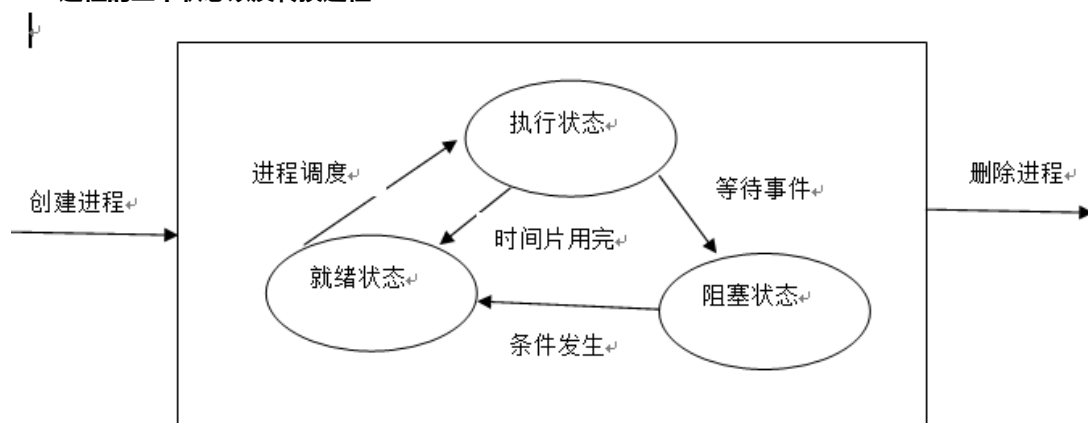 执行状态
进程调度
等待事件
删除进程
创建进程
时间片用完
就绪状态
阻塞状态
条件发生